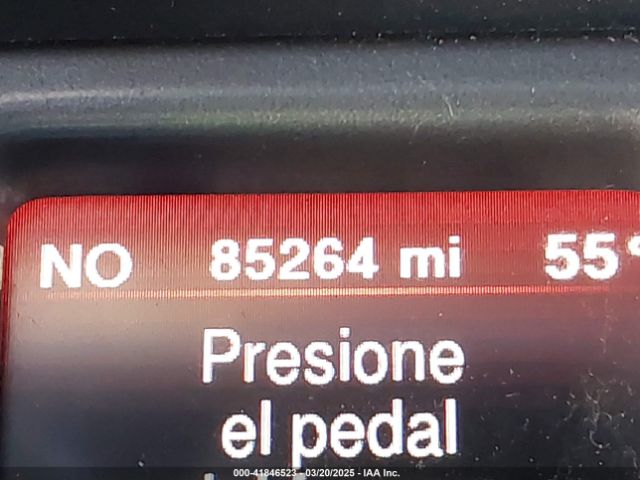 NO 85264 mi 55°
Presione
el pedal
000-41846523 - 03/20/2025 - IAA Inc.